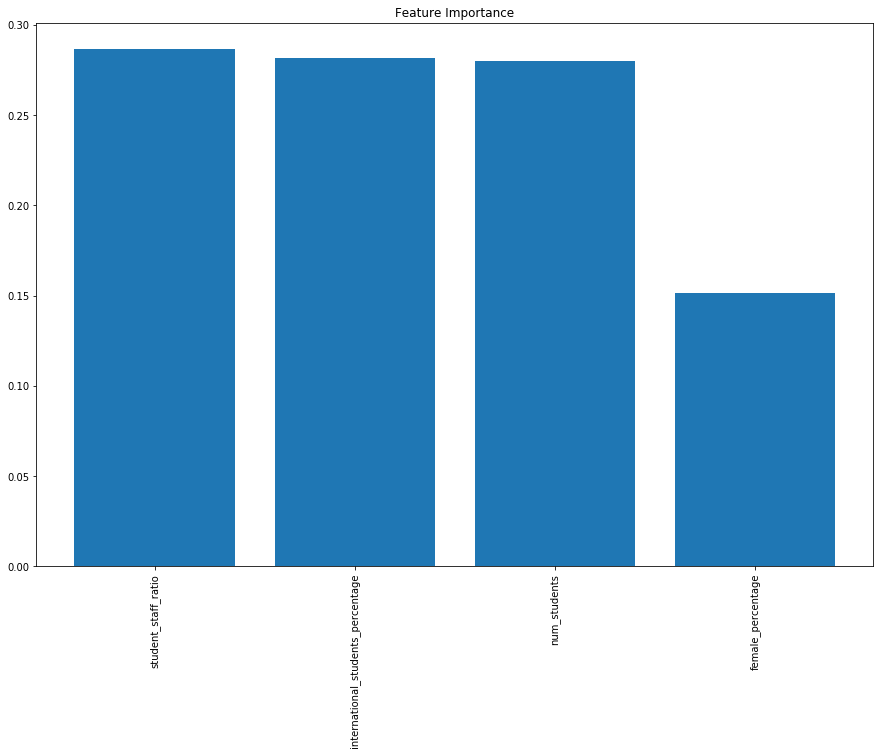 Feature Importance
0.30
0.25
0.20
0.15
0.10
0.05
0.00
student_staff_ratio
international_students_percentage
num_students
female_percentage